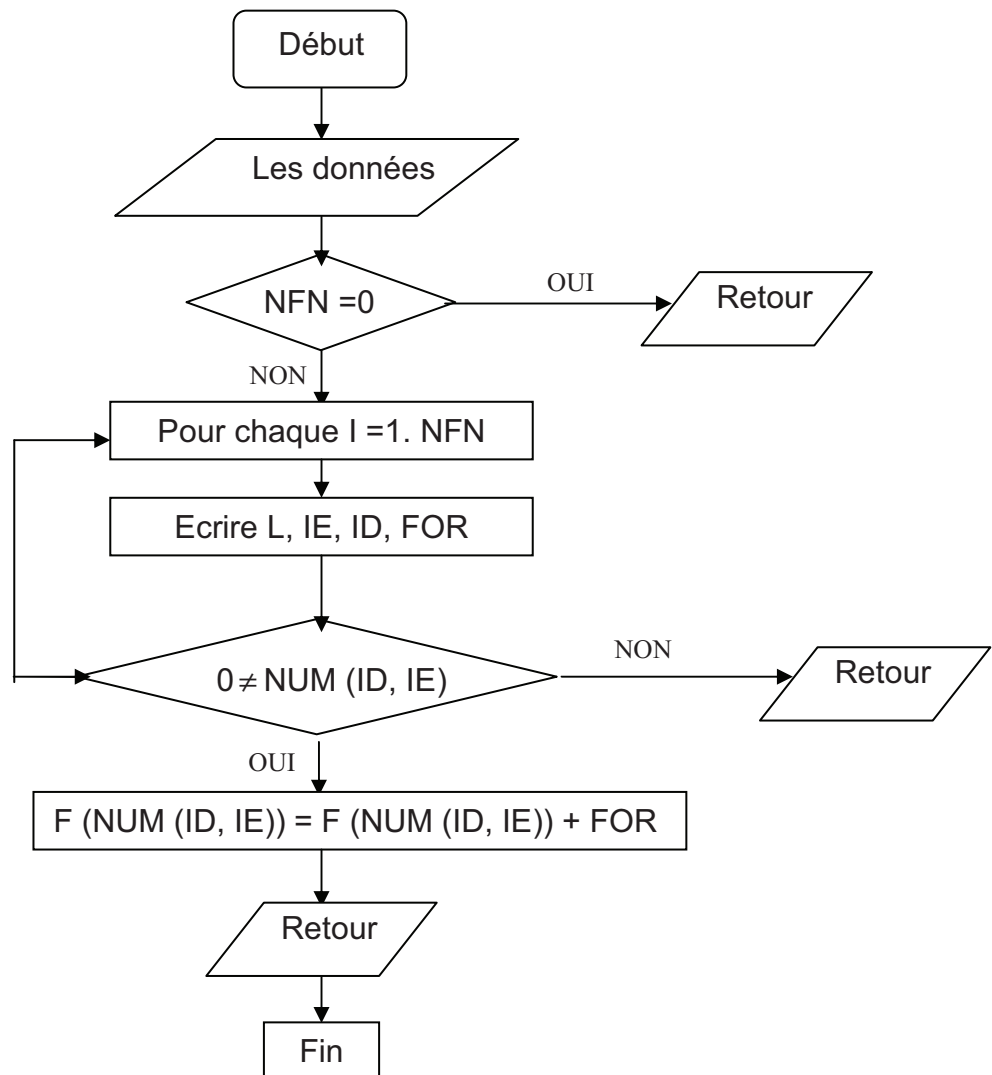 Début
Les données
NFN =0
OUI
Retour
NON
Pour chaque I =1. NFN
Ecrire L, IE, ID, FOR
0 ≠ NUM (ID, IE)
NON
Retour
OUI
F (NUM (ID, IE)) = F (NUM (ID, IE)) + FOR
Retour
Fin